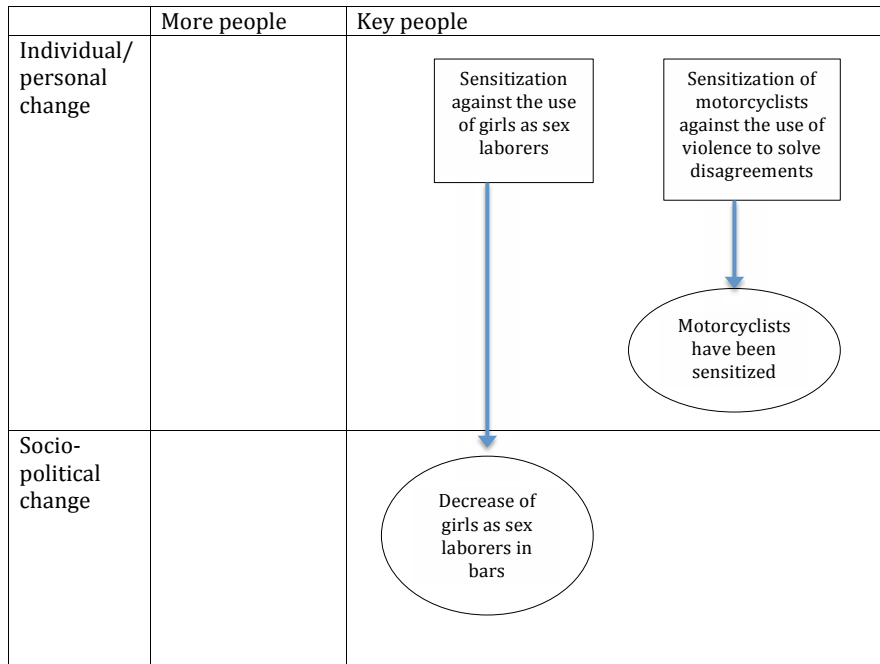 More people
Key people
Individual/
personal
change
Sensitization
against the use
of girls as sex
laborers
Sensitization of
motorcyclists
against the use of
violence to solve
disagreements
Motorcyclists
have been
sensitized
Socio-
political
change
Decrease of
girls as sex
laborers in
bars